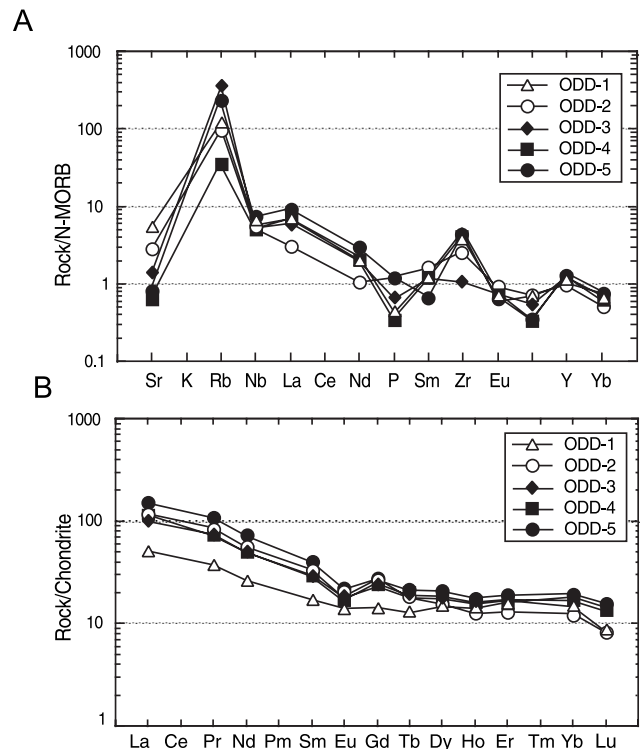 A
1000
100
10
1
0.1
Rock/N-MORB
ODD-1
ODD-2
ODD-3
ODD-4
ODD-5
Sr K Rb Nb La Ce Nd P Sm Zr Eu Y Yb
B
1000
100
10
1
Rock/Chondrite
ODD-1
ODD-2
ODD-3
ODD-4
ODD-5
La Ce Pr Nd Pm Sm Eu Gd Tb Dy Ho Er Tm Yb Lu